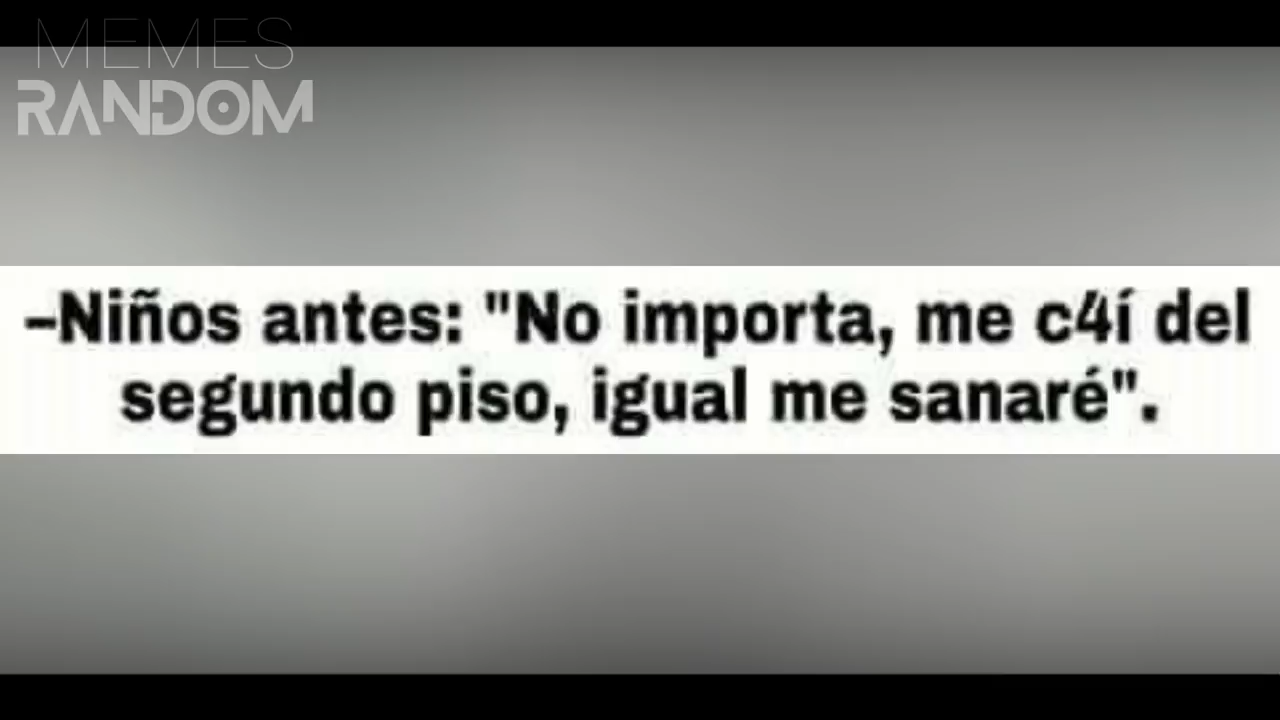 MEMES
RANDOM
–Niños antes: "No importa, me c4í del
segundo piso, igual me sanaré".